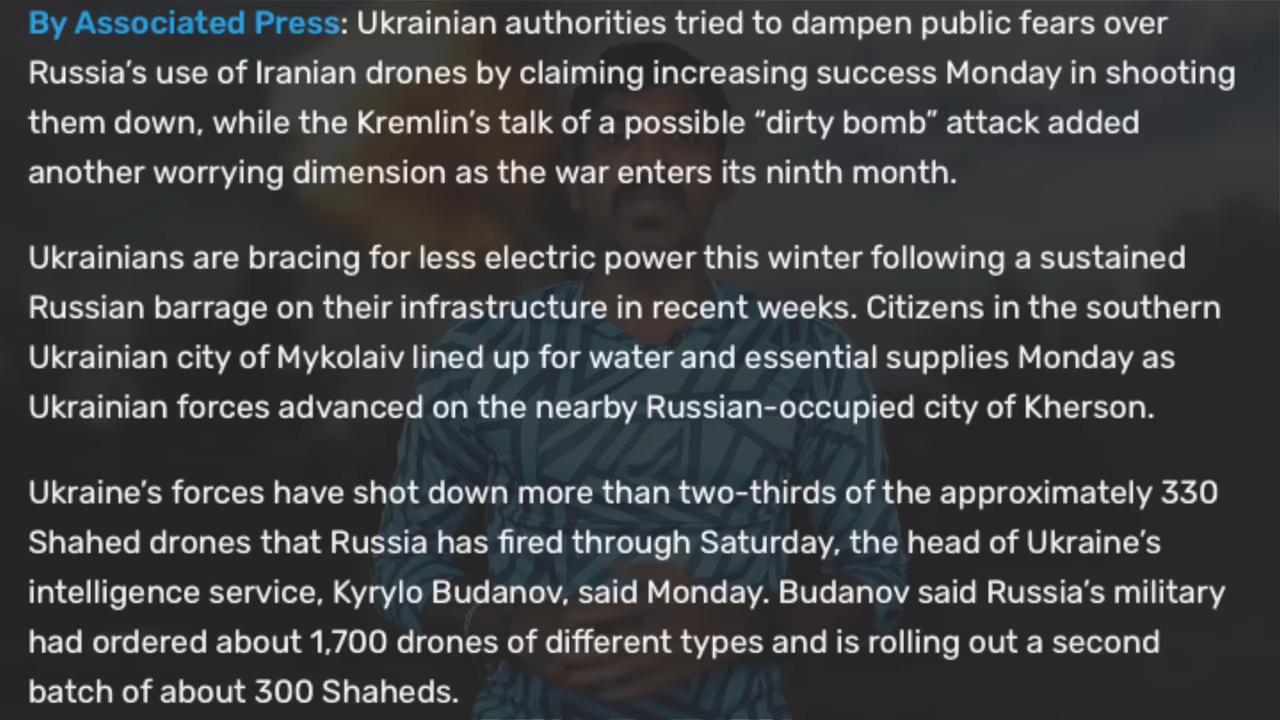 By Associated Press: Ukrainian authorities tried to dampen public fears over
Russia’s use of Iranian drones by claiming increasing success Monday in shooting
them down, while the Kremlin’s talk of a possible “dirty bomb” attack added
another worrying dimension as the war enters its ninth month.
Ukrainians are bracing for less electric power this winter following a sustained
Russian barrage on their infrastructure in recent weeks. Citizens in the southern
Ukrainian city of Mykolaiv lined up for water and essential supplies Monday as
Ukrainian forces advanced on the nearby Russian-occupied city of Kherson.
Ukraine’s forces have shot down more than two-thirds of the approximately 330
Shahed drones that Russia has fired through Saturday, the head of Ukraine’s
intelligence service, Kyrylo Budanov, said Monday. Budanov said Russia’s military
had ordered about 1,700 drones of different types and is rolling out a second
batch of about 300 Shaheds.